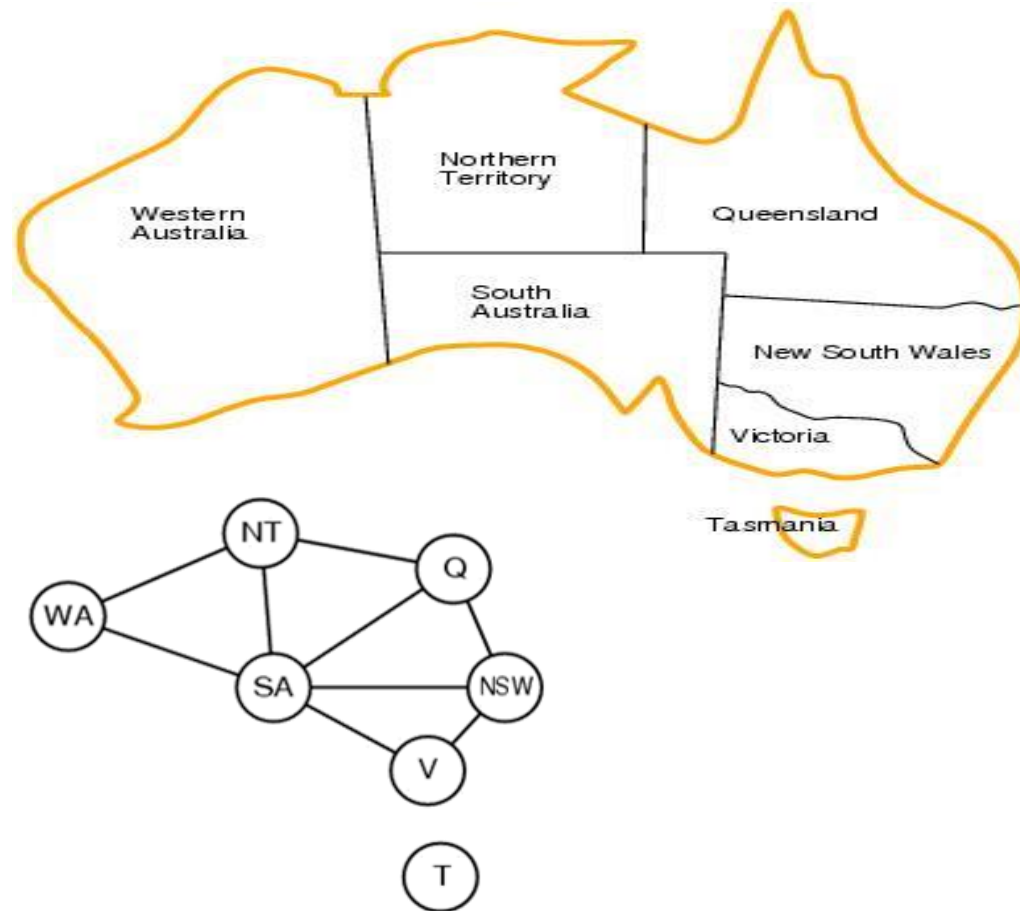 Northern
Territory
Western
Australia
Queensland
South
Australia
New South Wales
Victoria
Tasmania
NT
Q
WA
SA
NSW
V
T